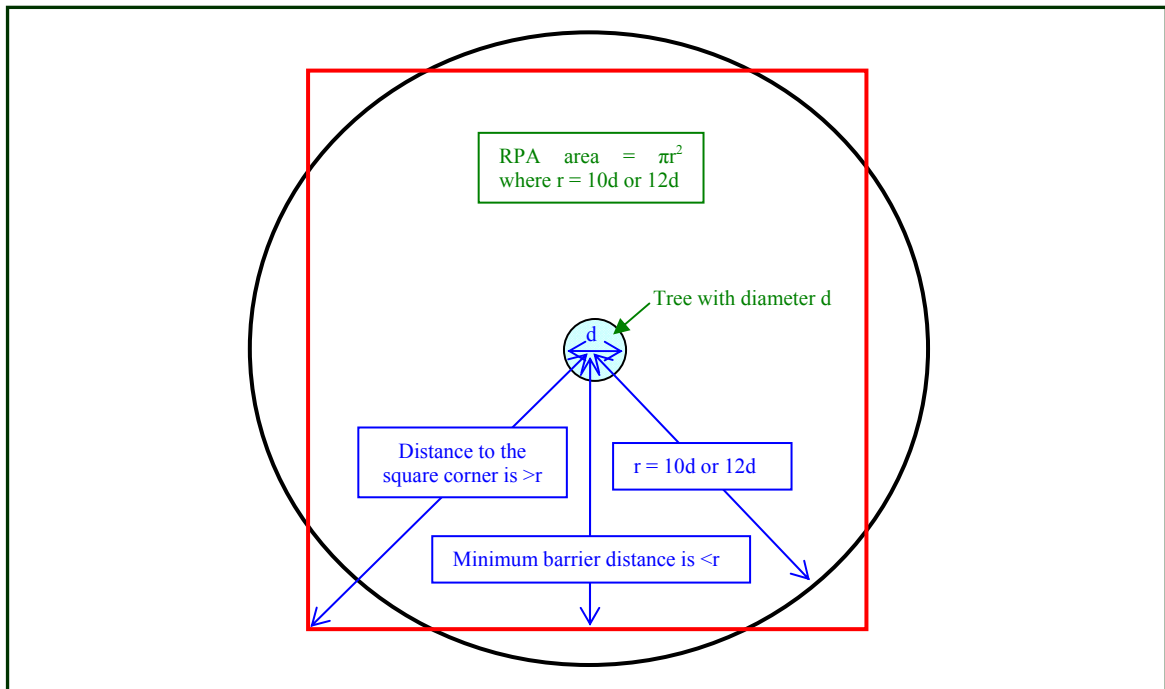 RPA area = πr²
where r = 10d or 12d
Tree with diameter d
d
Distance to the
square corner is >r
r = 10d or 12d
Minimum barrier distance is <r